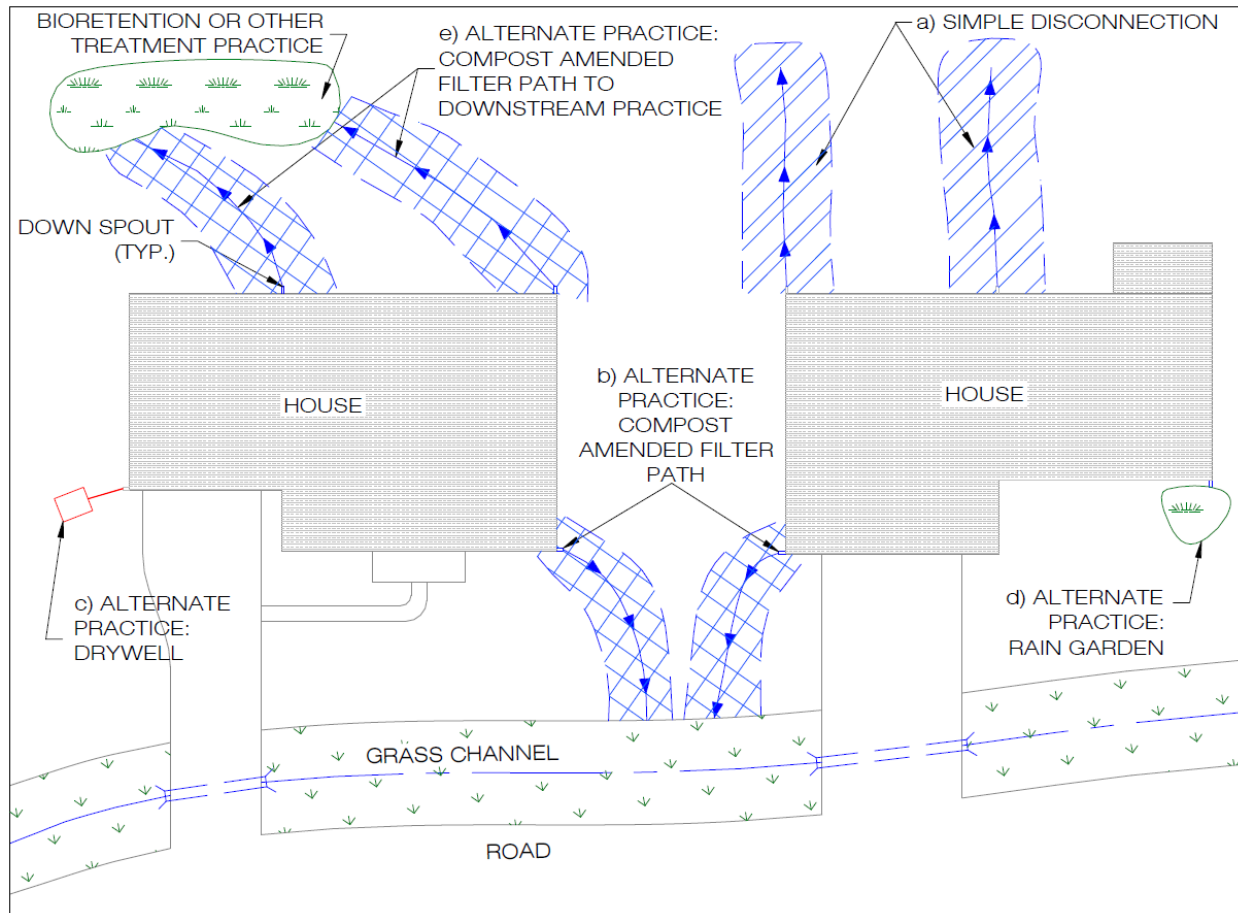 BIORETENTION OR OTHER
TREATMENT PRACTICE
e) ALTERNATE PRACTICE:
COMPOST AMENDED
FILTER PATH TO
DOWNSTREAM PRACTICE
a) SIMPLE DISCONNECTION
DOWN SPOUT
(TYP.)
HOUSE
b) ALTERNATE
PRACTICE:
COMPOST
AMENDED FILTER
PATH
HOUSE
c) ALTERNATE
PRACTICE:
DRYWELL
d) ALTERNATE
PRACTICE:
RAIN GARDEN
GRASS CHANNEL
ROAD